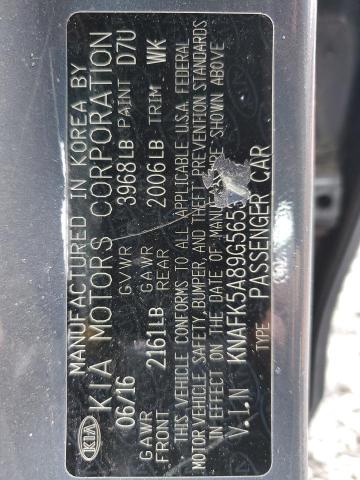 MANUFACTURED IN KOREA BY
KIA KIA MOTORS CORPORATION
06/16 GVWR 3968LB PAINT D7U
GAWR FRONT 2161LB GAWR REAR 2006LB TRIM WK
THIS VEHICLE CONFORMS TO ALL APPLICABLE U.S.A. FEDERAL
MOTOR VEHICLE SAFETY, BUMPER, AND THEFT PREVENTION STANDARDS
IN EFFECT ON THE DATE OF SHOWN ABOVE
V.I.N KNAFK5A89G565
TYPE PASSENGER CAR